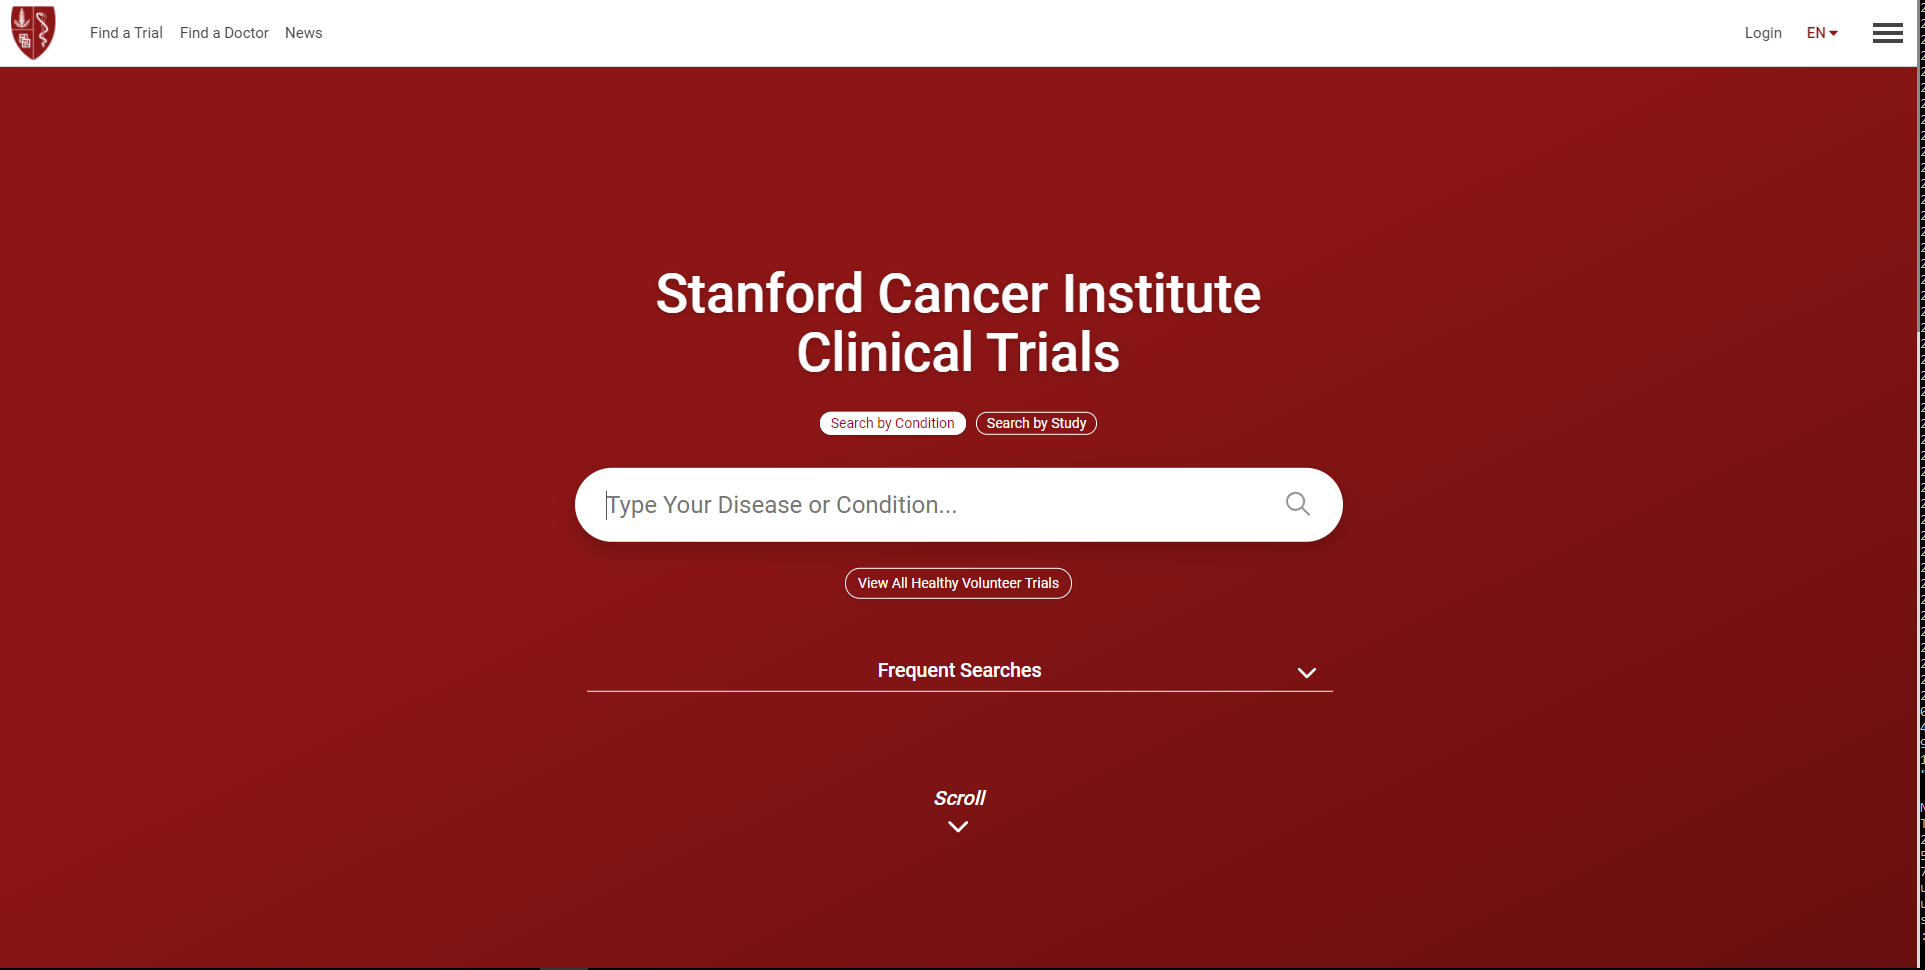 Find a Trial Find a Doctor News Login EN
Stanford Cancer Institute
Clinical Trials
Search by Condition Search by Study
Type Your Disease or Condition...
View All Healthy Volunteer Trials
Frequent Searches
Scroll